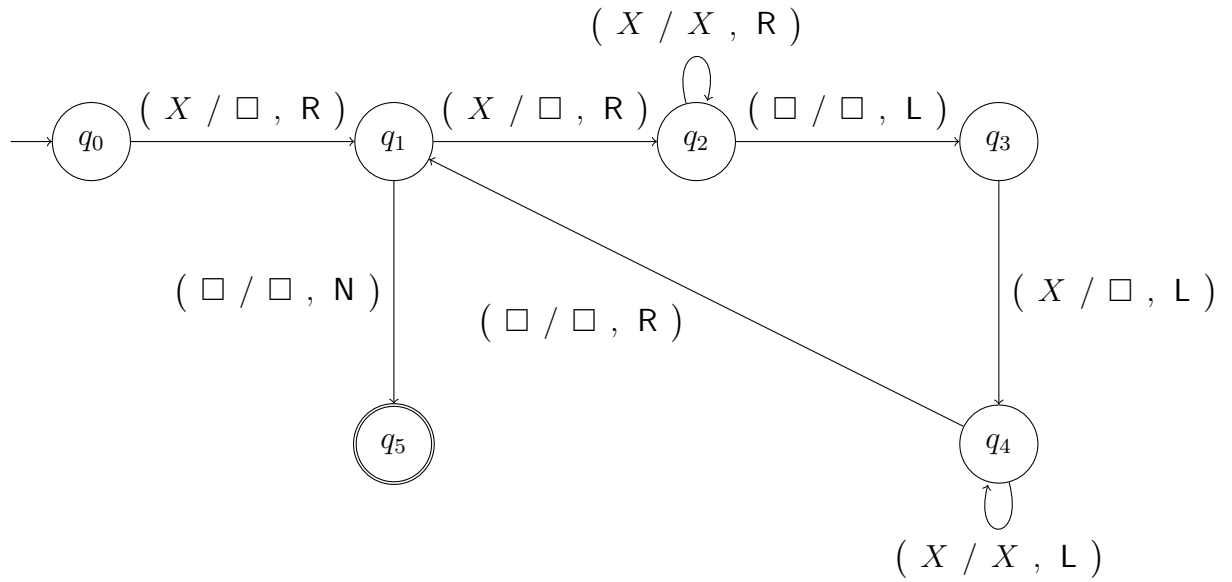 ( X / X , R )
( X / □ , R ) ( X / □ , R ) ( □ / □ , L )
q0 q1 q2 q3
( □ / □ , N ) ( □ / □ , R ) ( X / □ , L )
q5 q4
( X / X , L )